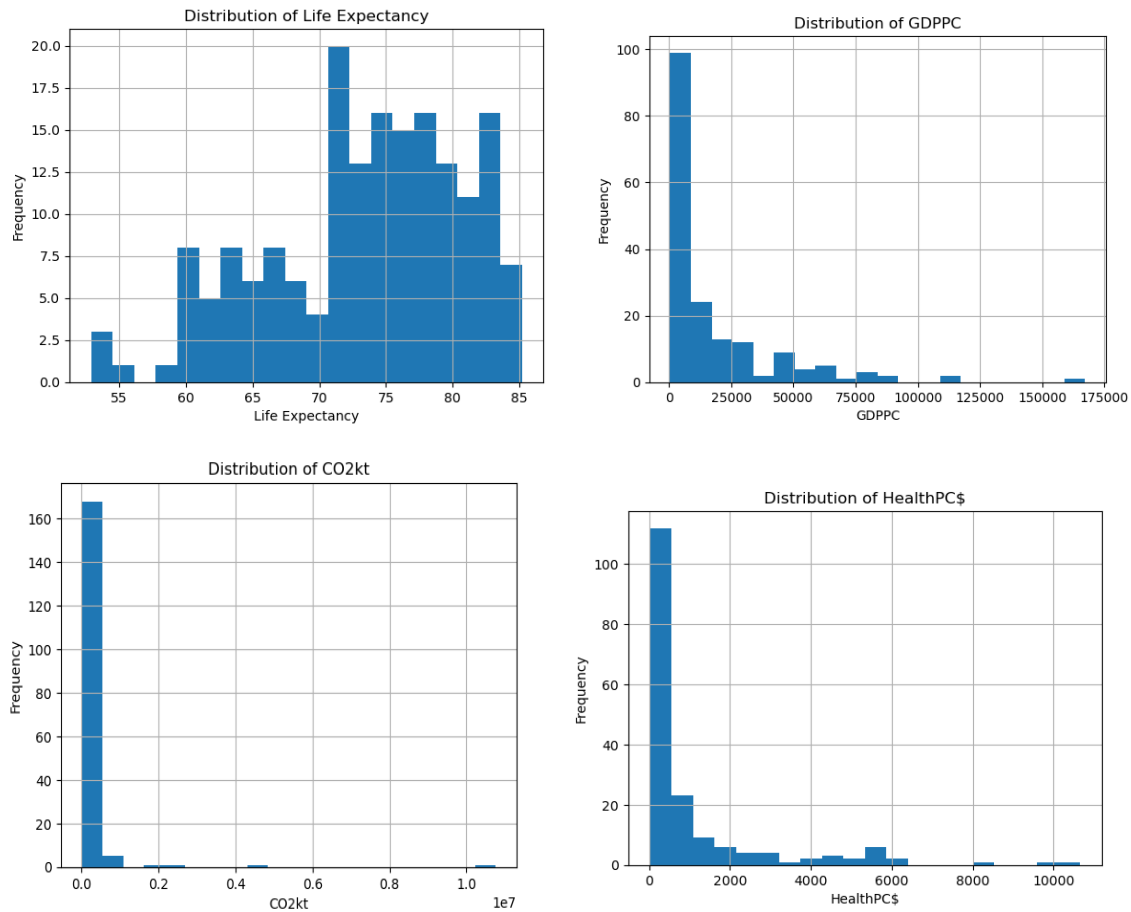 Distribution of Life Expectancy
20.0
17.5
15.0
12.5
10.0
7.5
5.0
2.5
0.0
Frequency
55 60 65 70 75 80 85
Life Expectancy
Distribution of GDPPC
100
80
60
40
20
0
Frequency
0 25000 50000 75000 100000 125000 150000 175000
GDPPC
Distribution of CO2kt
160
140
120
100
80
60
40
20
0
Frequency
0.0 0.2 0.4 0.6 0.8 1.0
1e7
CO2kt
Distribution of HealthPC$
100
80
60
40
20
0
Frequency
0 2000 4000 6000 8000 10000
HealthPC$